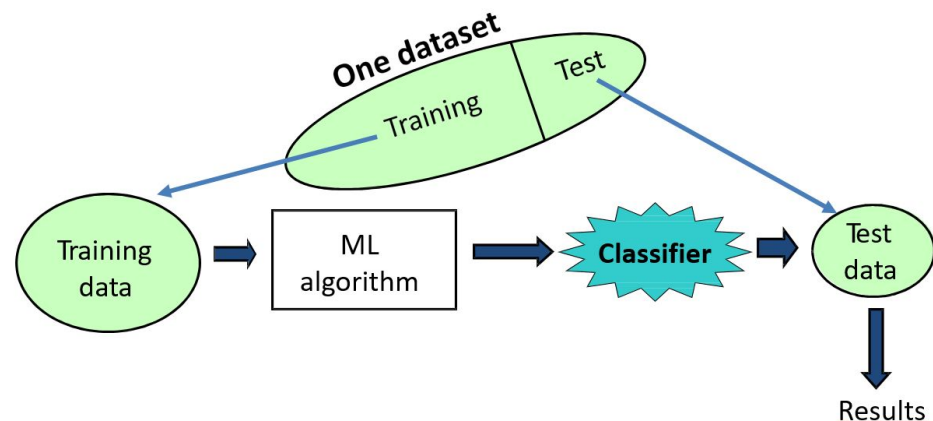 One dataset
Training
Test
Training
data
ML
algorithm
Classifier
Test
data
Results